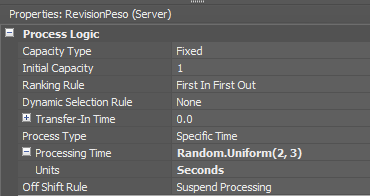 Properties: RevisionPeso (Server)
Process Logic
Capacity Type Fixed
Initial Capacity 1
Ranking Rule First In First Out
Dynamic Selection Rule None
Transfer-In Time 0.0
Process Type Specific Time
Processing Time Random.Uniform(2, 3)
Units Seconds
Off Shift Rule Suspend Processing